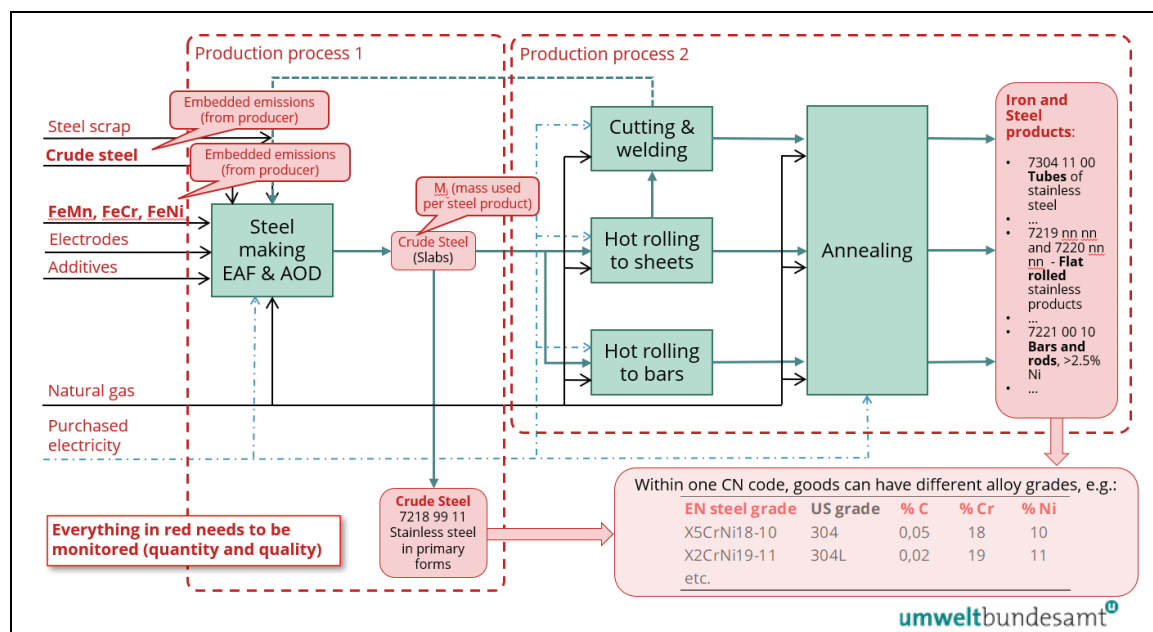 Production process 1
Production process 2
Embedded emissions
(from producer)
Steel scrap
Crude steel
Embedded emissions
(from producer)
FeMn, FeCr, FeNi
Electrodes
Additives
Steel
making
EAF & AOD
Mj (mass used
per steel product)
Crude Steel
(Slabs)
Cutting &
welding
Hot rolling
to sheets
Hot rolling
to bars
Annealing
Iron and
Steel
products:
• 7304 11 00
Tubes of
stainless
steel
• ...
• 7219 nn nn
and 7220 nn
nn - Flat
rolled
stainless
products
• ...
• 7221 00 10
Bars and
rods, >2.5%
Ni
• ...
Natural gas
Purchased
electricity
Crude Steel
7218 99 11
Stainless steel
in primary
forms
Everything in red needs to be
monitored (quantity and quality)
Within one CN code, goods can have different alloy grades, e.g.:
EN steel grade US grade % C % Cr % Ni
X5CrNi18-10 304 0,05 18 10
X2CrNi19-11 304L 0,02 19 11
etc.
umweltbundesamt u